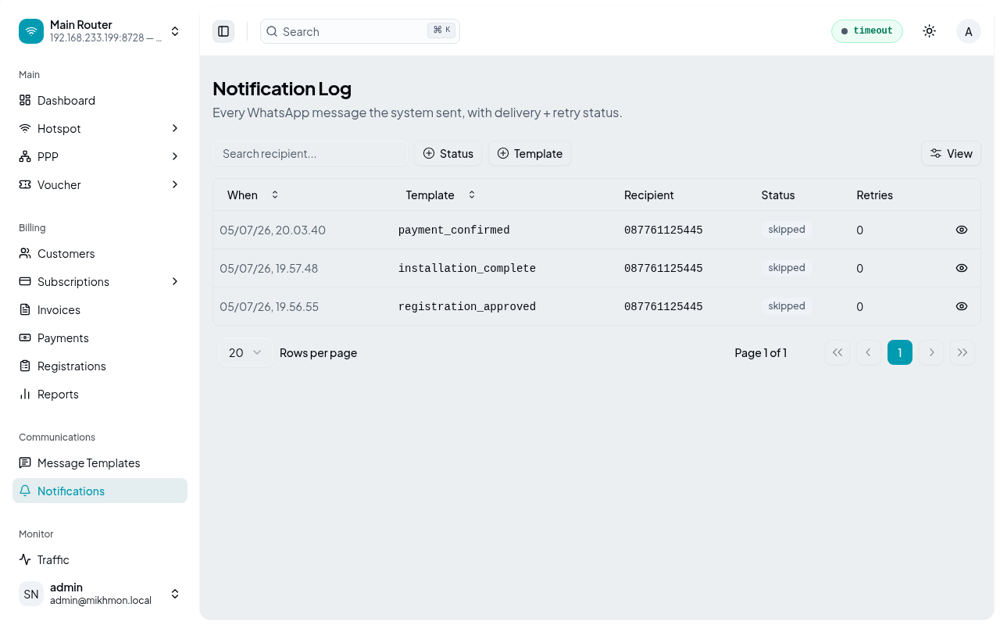 Main Router
192.168.233.199:8728 — ...
Search
⌘ K
timeout
A
Main
Dashboard
Hotspot
PPP
Voucher
Billing
Customers
Subscriptions
Invoices
Payments
Registrations
Reports
Communications
Message Templates
Notifications
Monitor
Traffic
SN
admin
admin@mikhmon.local
Notification Log
Every WhatsApp message the system sent, with delivery + retry status.
Search recipient...
Status
Template
View
When Template Recipient Status Retries
05/07/26, 20.03.40 payment_confirmed 087761125445 skipped 0
05/07/26, 19.57.48 installation_complete 087761125445 skipped 0
05/07/26, 19.56.55 registration_approved 087761125445 skipped 0
20 Rows per page
Page 1 of 1
1